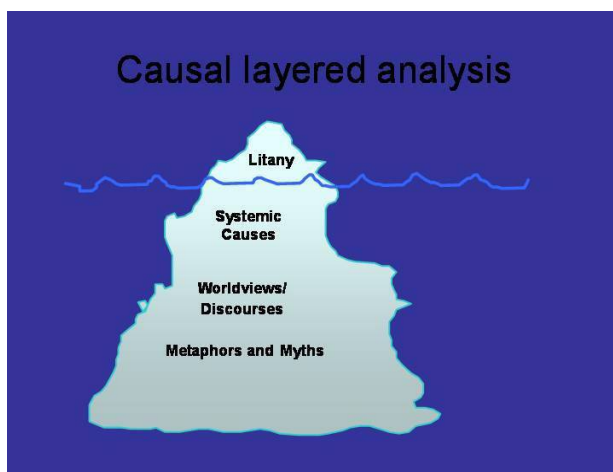 Causal layered analysis
Litany
Systemic
Causes
Worldviews/
Discourses
Metaphors and Myths